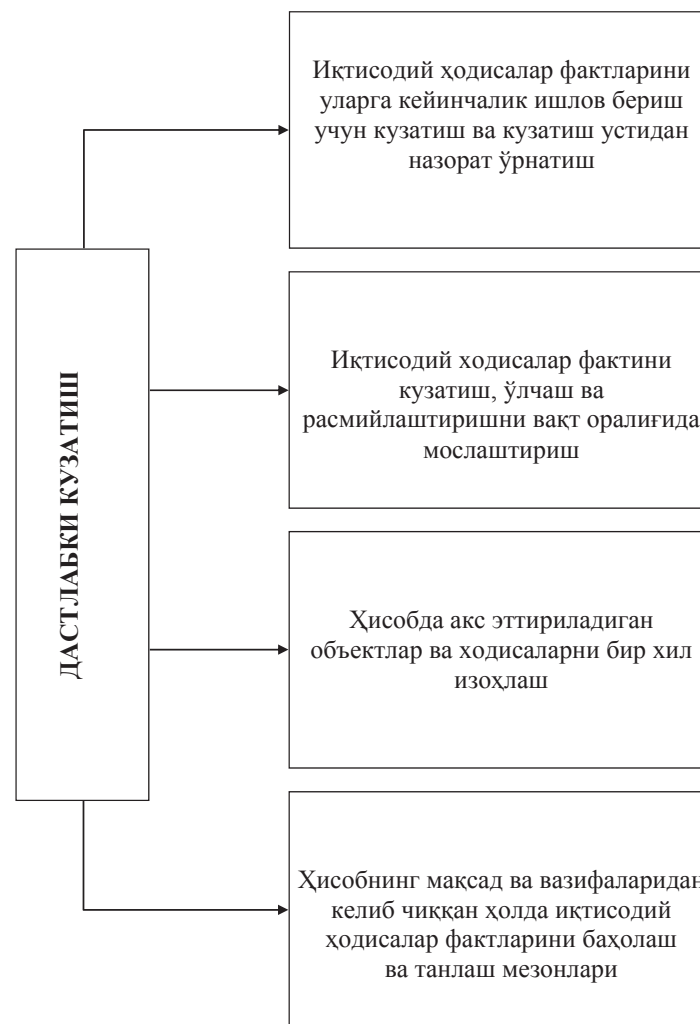 Иқтисодий ҳодисалар фактларини
уларга кейинчалик ишлов бериш
учун кузатиш ва кузатиш устидан
назорат ўрнатиш
ДАСТЛАБКИ КУЗАТИШ
Иқтисодий ходисалар фактини
кузатиш, ўлчаш ва
расмийлаштиришни вақт оралиғида
мослаштириш
Ҳисобда акс эттириладиган
объектлар ва ходисаларни бир хил
изоҳлаш
Ҳисобнинг мақсад ва вазифаларидан
келиб чиққан ҳолда иқтисодий
ҳодисалар фактларини баҳолаш
ва танлаш мезонлари